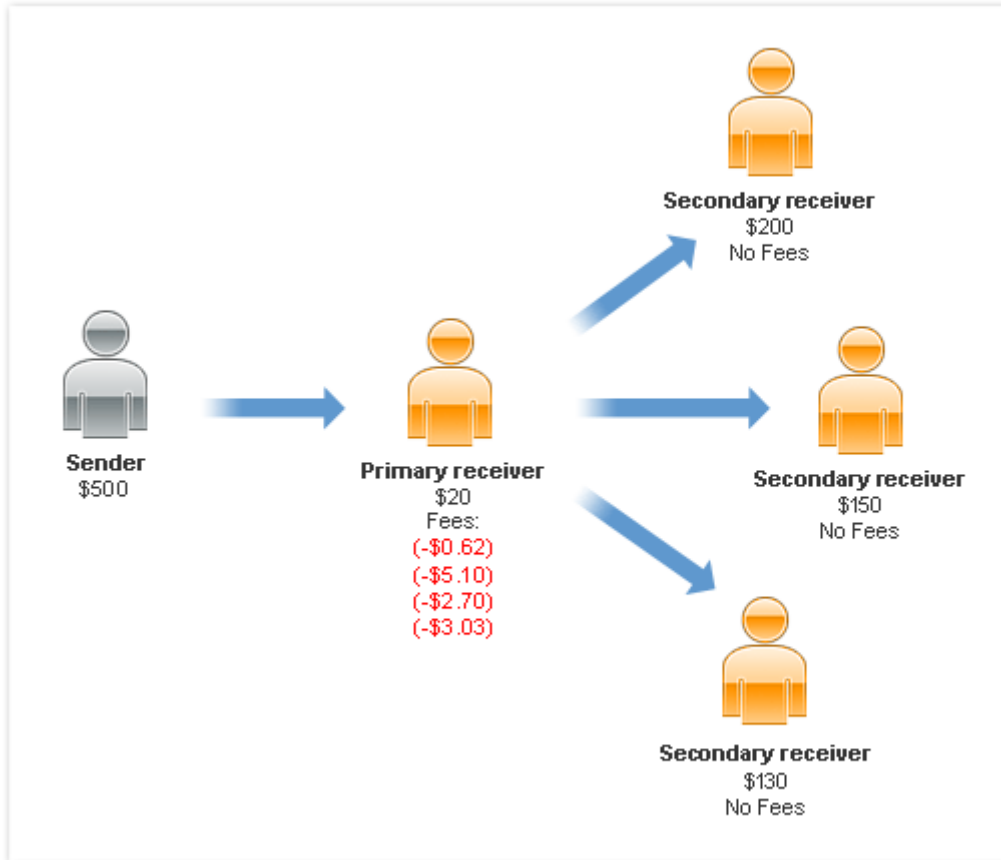 Secondary receiver
$200
No Fees
Sender
$500
Primary receiver
$20
Fees:
(-$0.62)
(-$5.10)
(-$2.70)
(-$3.03)
Secondary receiver
$150
No Fees
Secondary receiver
$130
No Fees